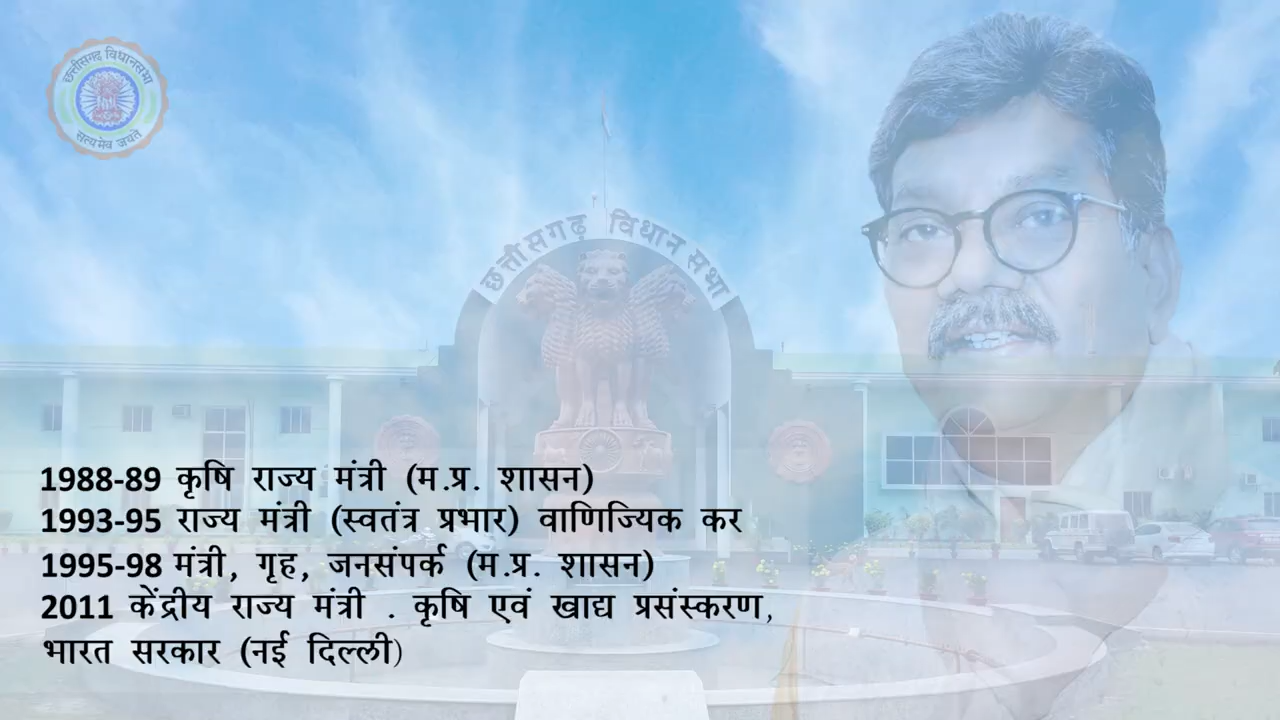 छत्तीसगढ़ विधानसभा
सत्यमेव जयते
छत्तीसगढ़ विधान सभा
1988-89 कृषि राज्य मंत्री (म.प्र. शासन)
1993-95 राज्य मंत्री (स्वतंत्र प्रभार) वाणिज्यिक कर
1995-98 मंत्री, गृह, जनसंपर्क (म.प्र. शासन)
2011 केंद्रीय राज्य मंत्री . कृषि एवं खाद्य प्रसंस्करण,
भारत सरकार (नई दिल्ली)